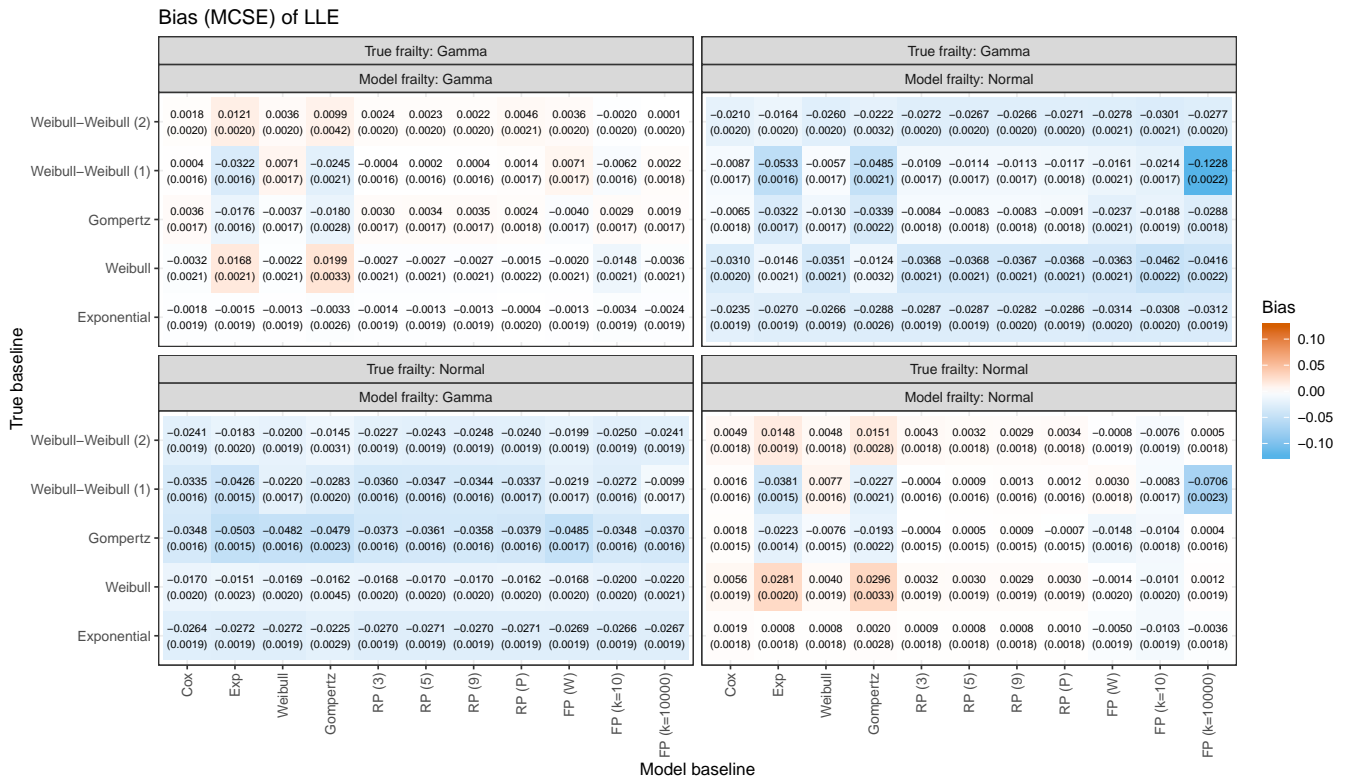 Bias (MCSE) of LLE
True frailty: Gamma
Model frailty: Gamma
True frailty: Gamma
Model frailty: Normal
Weibull−Weibull (2)
0.0018 0.0121 0.0036 0.0099 0.0024 0.0023 0.0022 0.0046 0.0036 −0.0020 0.0001
(0.0020) (0.0020) (0.0020) (0.0042) (0.0020) (0.0020) (0.0020) (0.0021) (0.0020) (0.0020) (0.0020)
−0.0210 −0.0164 −0.0260 −0.0222 −0.0272 −0.0267 −0.0266 −0.0271 −0.0278 −0.0301 −0.0277
(0.0020) (0.0020) (0.0020) (0.0032) (0.0020) (0.0020) (0.0020) (0.0021) (0.0020) (0.0021) (0.0020)
Weibull−Weibull (1)
0.0004 −0.0322 0.0071 −0.0245 −0.0004 0.0002 0.0004 0.0014 0.0071 −0.0062 0.0022
(0.0016) (0.0016) (0.0017) (0.0021) (0.0016) (0.0016) (0.0016) (0.0017) (0.0017) (0.0016) (0.0018)
−0.0087 −0.0533 −0.0057 −0.0485 −0.0109 −0.0114 −0.0113 −0.0117 −0.0161 −0.0214 −0.1228
(0.0017) (0.0016) (0.0017) (0.0021) (0.0017) (0.0017) (0.0017) (0.0018) (0.0021) (0.0017) (0.0022)
Gompertz
0.0036 −0.0176 −0.0037 −0.0180 0.0030 0.0034 0.0035 0.0024 −0.0040 0.0029 0.0019
(0.0017) (0.0016) (0.0017) (0.0028) (0.0017) (0.0017) (0.0017) (0.0018) (0.0017) (0.0017) (0.0017)
−0.0065 −0.0322 −0.0130 −0.0339 −0.0084 −0.0083 −0.0083 −0.0091 −0.0237 −0.0188 −0.0288
(0.0018) (0.0017) (0.0017) (0.0022) (0.0018) (0.0018) (0.0018) (0.0018) (0.0021) (0.0019) (0.0018)
Weibull
−0.0032 0.0168 −0.0022 0.0199 −0.0027 −0.0027 −0.0027 −0.0015 −0.0020 −0.0148 −0.0036
(0.0021) (0.0021) (0.0021) (0.0033) (0.0021) (0.0021) (0.0021) (0.0021) (0.0021) (0.0021) (0.0021)
−0.0310 −0.0146 −0.0351 −0.0124 −0.0368 −0.0368 −0.0367 −0.0368 −0.0363 −0.0462 −0.0416
(0.0020) (0.0021) (0.0021) (0.0032) (0.0021) (0.0021) (0.0021) (0.0021) (0.0021) (0.0022) (0.0022)
Exponential
−0.0018 −0.0015 −0.0013 −0.0033 −0.0014 −0.0013 −0.0013 −0.0004 −0.0013 −0.0034 −0.0024
(0.0019) (0.0019) (0.0019) (0.0026) (0.0019) (0.0019) (0.0019) (0.0020) (0.0019) (0.0019) (0.0019)
−0.0235 −0.0270 −0.0266 −0.0288 −0.0287 −0.0287 −0.0282 −0.0286 −0.0314 −0.0308 −0.0312
(0.0019) (0.0019) (0.0019) (0.0026) (0.0019) (0.0019) (0.0020) (0.0019) (0.0020) (0.0020) (0.0019)
True baseline
True frailty: Normal
Model frailty: Gamma
True frailty: Normal
Model frailty: Normal
Weibull−Weibull (2)
−0.0241 −0.0183 −0.0200 −0.0145 −0.0227 −0.0243 −0.0248 −0.0240 −0.0199 −0.0250 −0.0241
(0.0019) (0.0020) (0.0019) (0.0031) (0.0019) (0.0019) (0.0019) (0.0019) (0.0019) (0.0019) (0.0019)
0.0049 0.0148 0.0048 0.0151 0.0043 0.0032 0.0029 0.0034 −0.0008 −0.0076 0.0005
(0.0018) (0.0019) (0.0018) (0.0028) (0.0018) (0.0018) (0.0018) (0.0018) (0.0019) (0.0019) (0.0018)
Weibull−Weibull (1)
−0.0335 −0.0426 −0.0220 −0.0283 −0.0360 −0.0347 −0.0344 −0.0337 −0.0219 −0.0272 −0.0099
(0.0016) (0.0015) (0.0017) (0.0020) (0.0016) (0.0016) (0.0016) (0.0016) (0.0017) (0.0016) (0.0017)
0.0016 −0.0381 0.0077 −0.0227 −0.0004 0.0009 0.0013 0.0012 0.0030 −0.0083 −0.0706
(0.0016) (0.0015) (0.0016) (0.0021) (0.0016) (0.0016) (0.0016) (0.0016) (0.0018) (0.0017) (0.0023)
Gompertz
−0.0348 −0.0503 −0.0482 −0.0479 −0.0373 −0.0361 −0.0358 −0.0379 −0.0485 −0.0348 −0.0370
(0.0016) (0.0015) (0.0016) (0.0023) (0.0016) (0.0016) (0.0016) (0.0016) (0.0017) (0.0016) (0.0016)
0.0018 −0.0223 −0.0076 −0.0193 −0.0004 0.0005 0.0009 −0.0007 −0.0148 −0.0104 0.0004
(0.0015) (0.0014) (0.0015) (0.0022) (0.0015) (0.0015) (0.0015) (0.0015) (0.0016) (0.0018) (0.0016)
Weibull
−0.0170 −0.0151 −0.0169 −0.0162 −0.0168 −0.0170 −0.0170 −0.0162 −0.0168 −0.0200 −0.0220
(0.0020) (0.0023) (0.0020) (0.0045) (0.0020) (0.0020) (0.0020) (0.0020) (0.0020) (0.0020) (0.0021)
0.0056 0.0281 0.0040 0.0296 0.0032 0.0030 0.0029 0.0030 −0.0014 −0.0101 0.0012
(0.0019) (0.0020) (0.0019) (0.0033) (0.0019) (0.0019) (0.0019) (0.0019) (0.0020) (0.0020) (0.0019)
Exponential
−0.0264 −0.0272 −0.0272 −0.0225 −0.0270 −0.0271 −0.0270 −0.0271 −0.0269 −0.0266 −0.0267
(0.0019) (0.0019) (0.0019) (0.0029) (0.0019) (0.0019) (0.0019) (0.0019) (0.0019) (0.0019) (0.0019)
0.0019 0.0008 0.0008 0.0020 0.0009 0.0008 0.0008 0.0010 −0.0050 −0.0103 −0.0036
(0.0018) (0.0018) (0.0018) (0.0028) (0.0018) (0.0018) (0.0018) (0.0018) (0.0019) (0.0019) (0.0018)
Cox Exp Weibull Gompertz RP (3) RP (5) RP (9) RP (P) FP (W) FP (k=10) FP (k=10000)
Cox Exp Weibull Gompertz RP (3) RP (5) RP (9) RP (P) FP (W) FP (k=10) FP (k=10000)
Model baseline
Bias
0.10
0.05
0.00
−0.05
−0.10